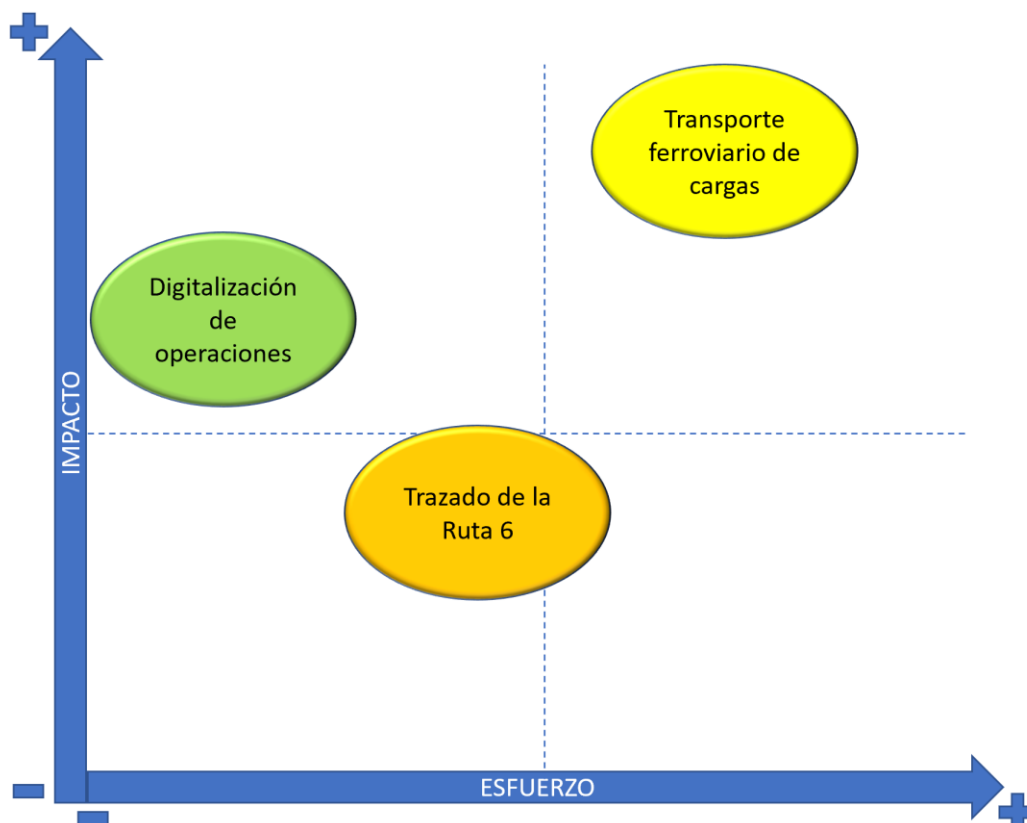 Transporte
ferroviario de
cargas
Digitalización
de
operaciones
IMPACTO
Trazado de la
Ruta 6
ESFUERZO